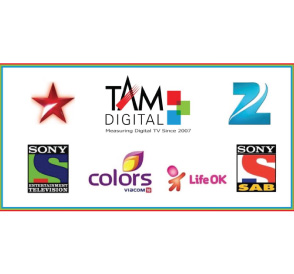 TAM
DIGITAL
Measuring Digital TV Since 2007
SONY
ENTERTAINMENT
TELEVISION
colors
VIACOM 18
Life OK
SONY
SAB